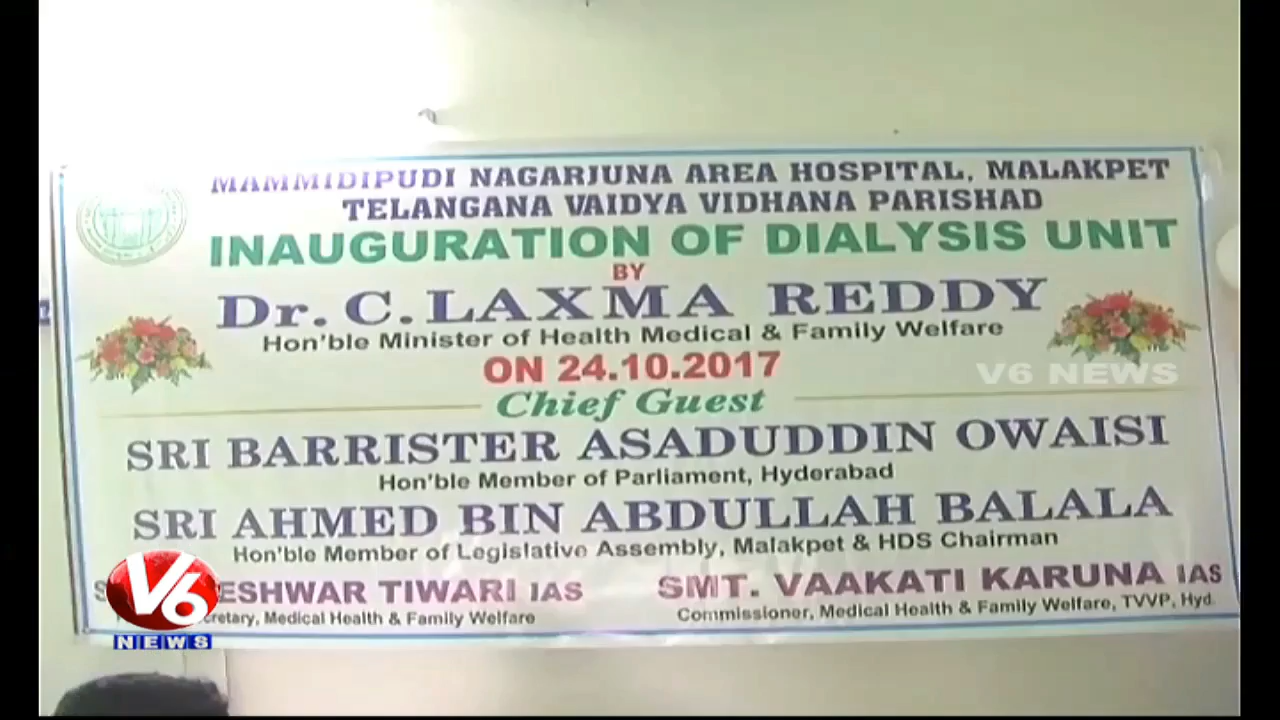 MAMMIDIPUDI NAGARJUNA AREA HOSPITAL, MALAKPET
TELANGANA VAIDYA VIDHANA PARISHAD
INAUGURATION OF DIALYSIS UNIT
BY
Dr. C. LAXMA REDDY
Hon'ble Minister of Health Medical & Family Welfare
ON 24.10.2017
V6 NEWS
Chief Guest
SRI BARRISTER ASADUDDIN OWAISI
Hon'ble Member of Parliament, Hyderabad
SRI AHMED BIN ABDULLAH BALALA
Hon'ble Member of Legislative Assembly, Malakpet & HDS Chairman
TIWARI IAS
Medical Health & Family Welfare
SMT. VAAKATI KARUNA IAS
Commissioner, Medical Health & Family Welfare, TVVP, Hyd.
V6
NEWS